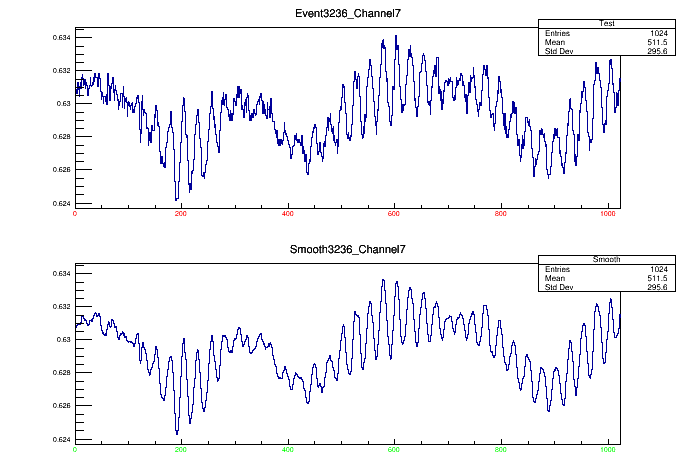 Event3236_Channel7
Test
Entries 1024
Mean 511.5
Std Dev 295.6
0.634
0.632
0.63
0.628
0.626
0.624
0 200 400 600 800 1000
Smooth3236_Channel7
Smooth
Entries 1024
Mean 511.5
Std Dev 295.6
0.634
0.632
0.63
0.628
0.626
0.624
0 200 400 600 800 1000